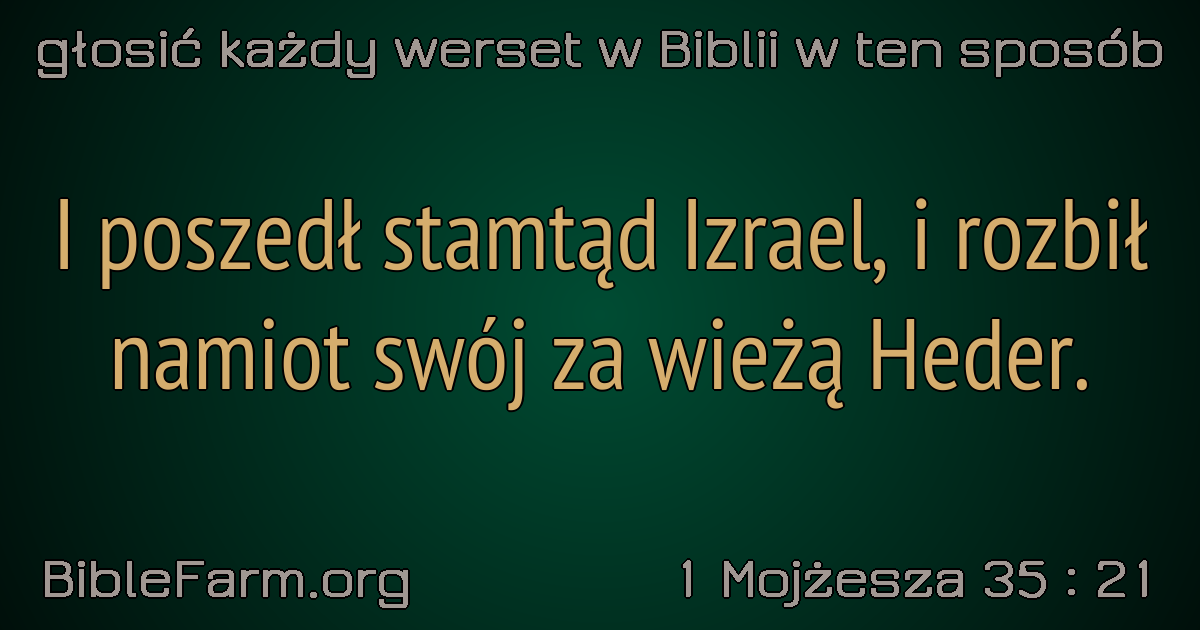 głosić każdy werset w Biblii w ten sposób
I poszedł stamtąd Izrael, i rozbił
namiot swój za wieżą Heder.
BibleFarm.org
1 Mojżesza 35 : 21